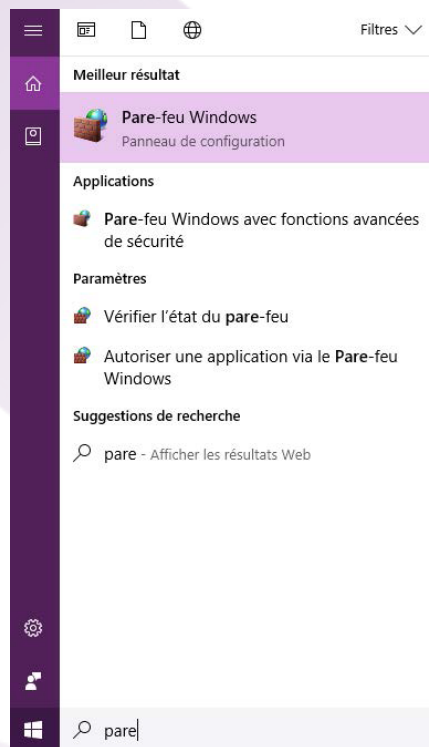 Filtres
Meilleur résultat
Pare-feu Windows
Panneau de configuration
Applications
Pare-feu Windows avec fonctions avancées
de sécurité
Paramètres
Vérifier l'état du pare-feu
Autoriser une application via le Pare-feu
Windows
Suggestions de recherche
pare - Afficher les résultats Web
pare